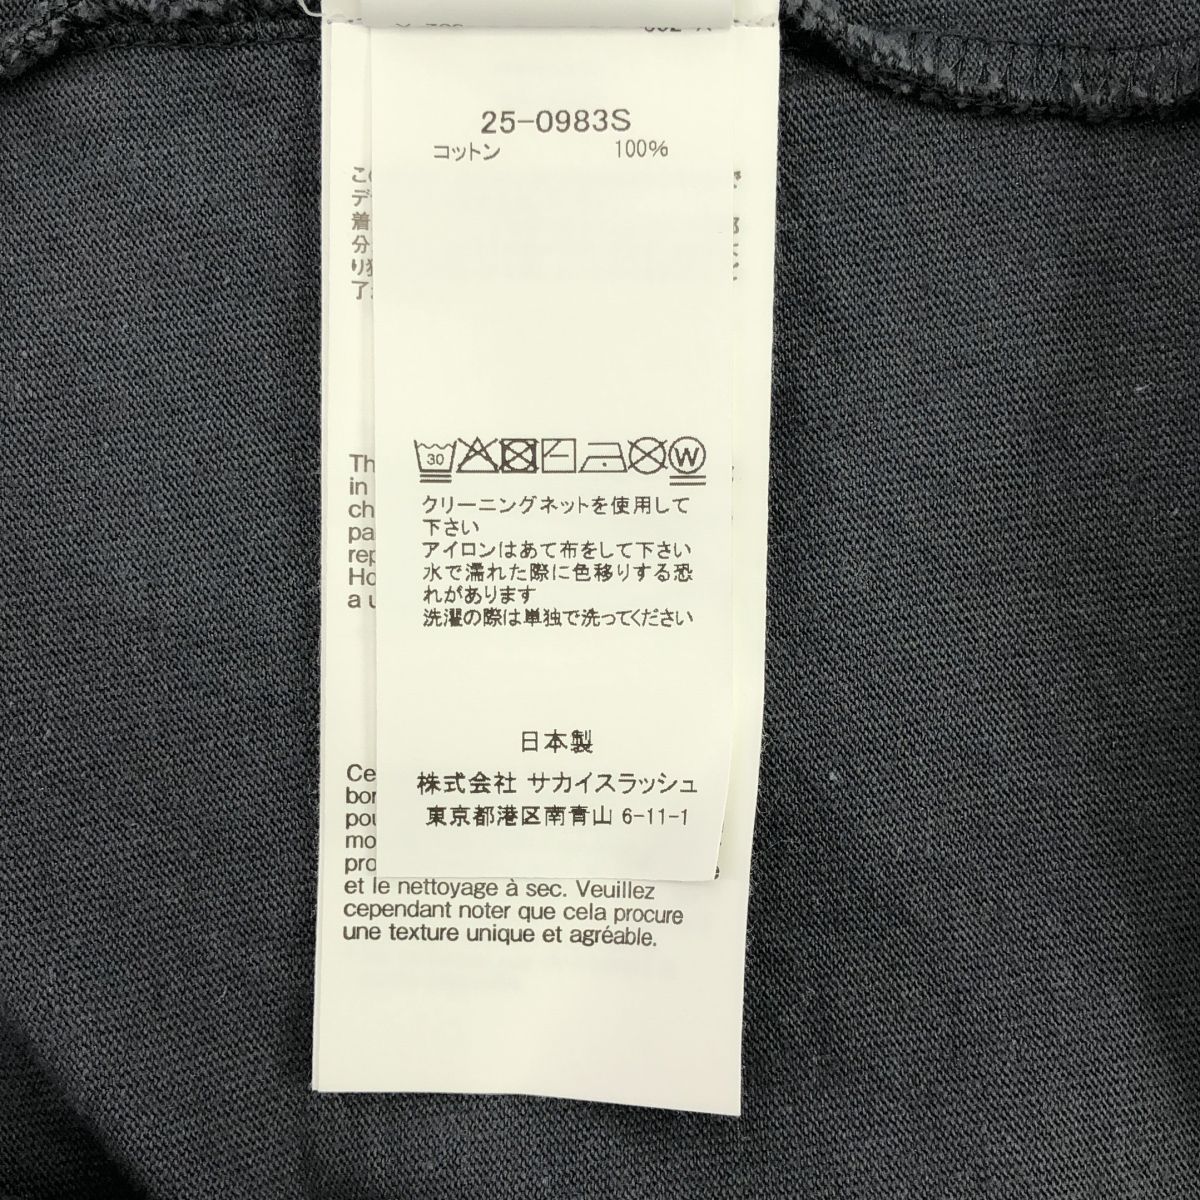 25-0983S
コットン 100%
30
W
クリーニングネットを使用して
下さい
アイロンはあて布をして下さい
水で濡れた際に色移りする恐
れがあります
洗濯の際は単独で洗ってください
日本製
株式会社 サカイスラッシュ
東京都港区南青山 6-11-1
in
et le nettoyage à sec. Veuillez
cependant noter que cela procure
une texture unique et agréable.